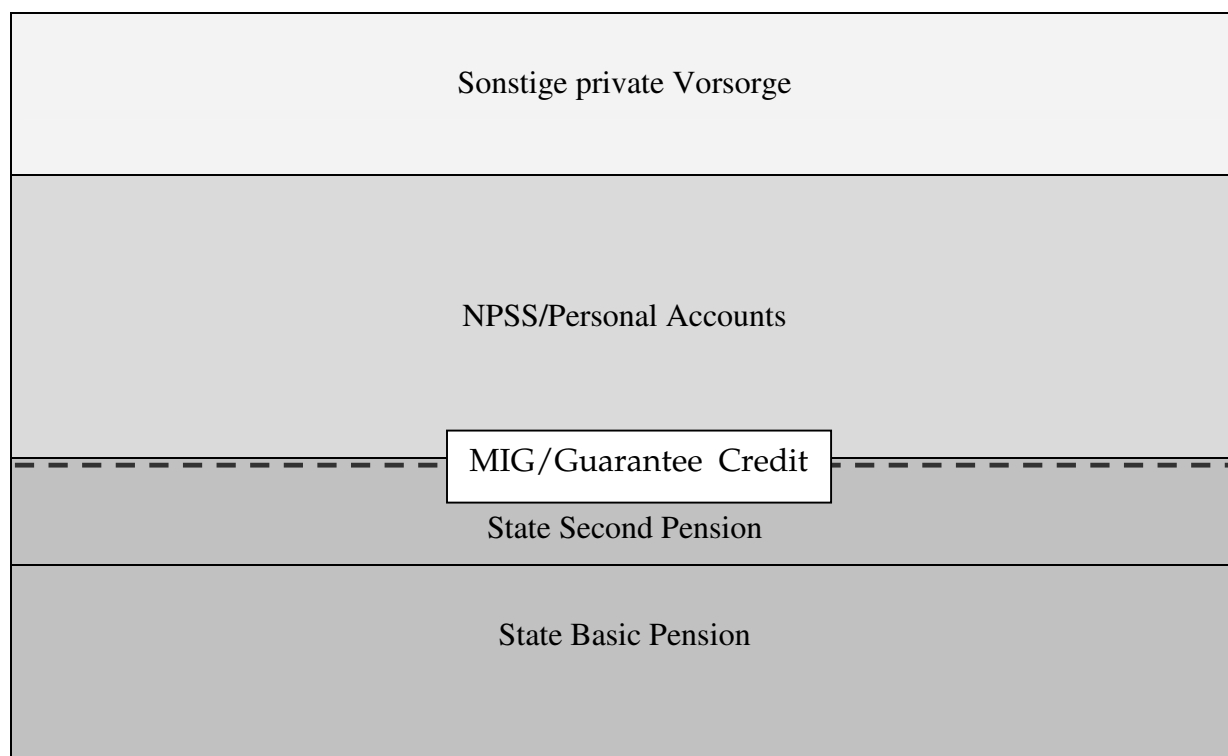 Sonstige private Vorsorge
NPSS/Personal Accounts
MIG/Guarantee Credit
State Second Pension
State Basic Pension